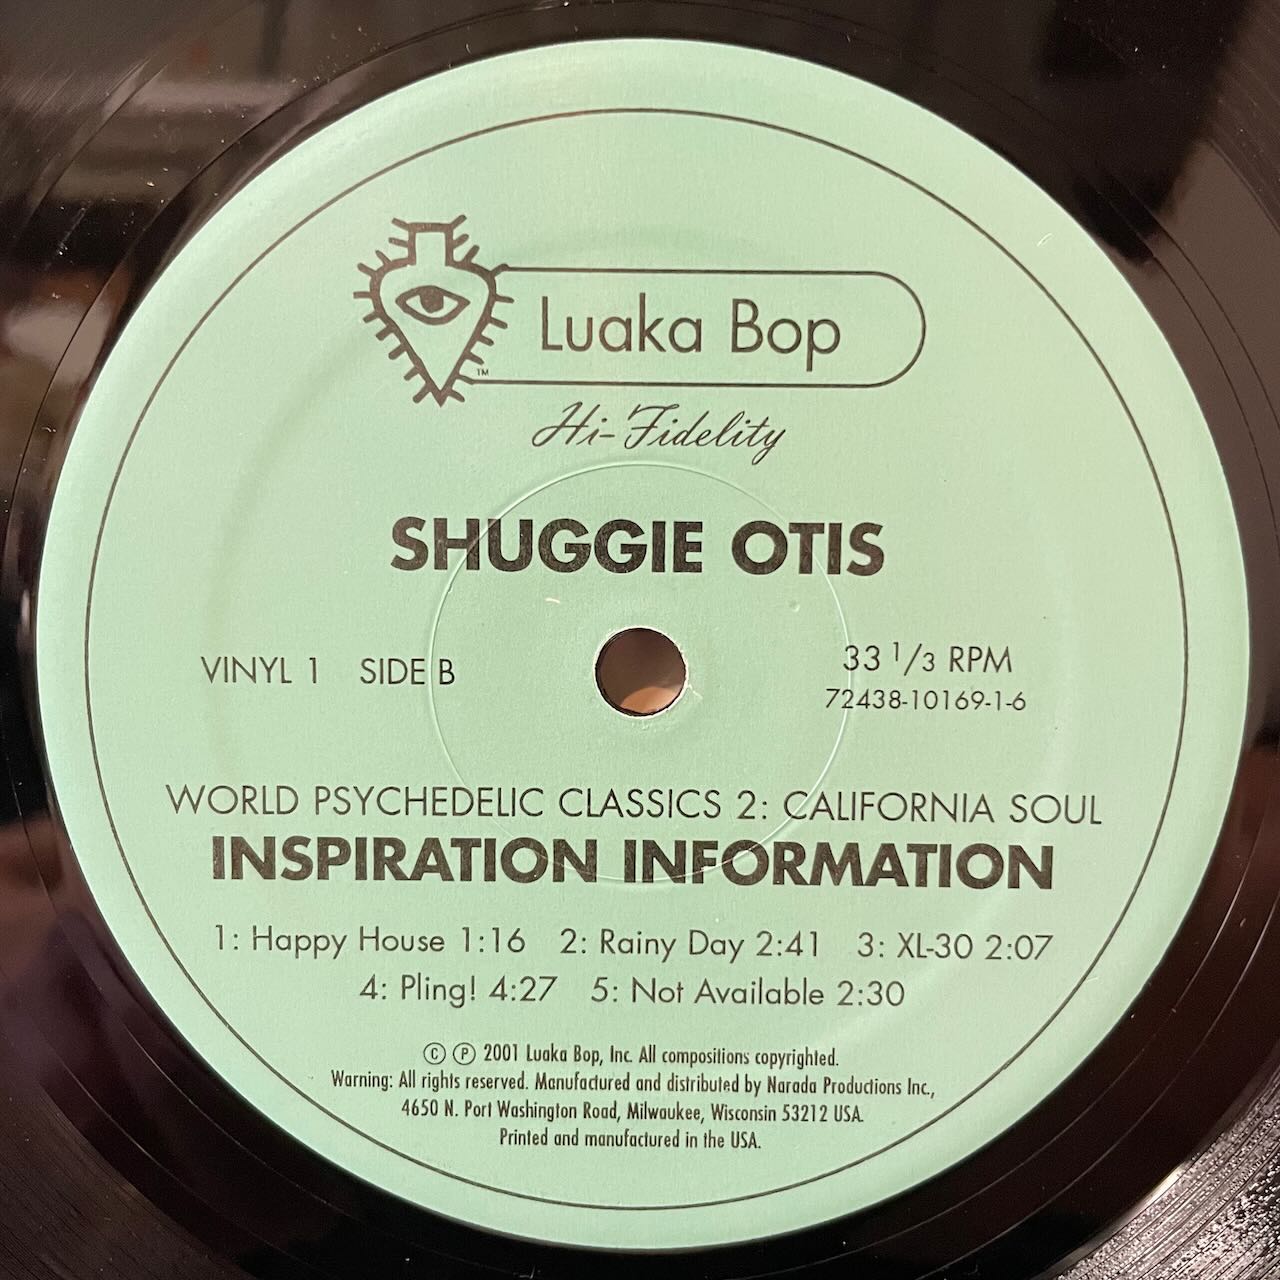 Luaka Bop
TM
Hi-Fidelity
SHUGGIE OTIS
VINYL 1 SIDE B
33 1/3 RPM
72438-10169-1-6
WORLD PSYCHEDELIC CLASSICS 2: CALIFORNIA SOUL
INSPIRATION INFORMATION
1: Happy House 1:16 2: Rainy Day 2:41 3: XL-30 2:07
4: Pling! 4:27 5: Not Available 2:30
© ℗ 2001 Luaka Bop, Inc. All compositions copyrighted.
Warning: All rights reserved. Manufactured and distributed by Narada Productions Inc.,
4650 N. Port Washington Road, Milwaukee, Wisconsin 53212 USA.
Printed and manufactured in the USA.